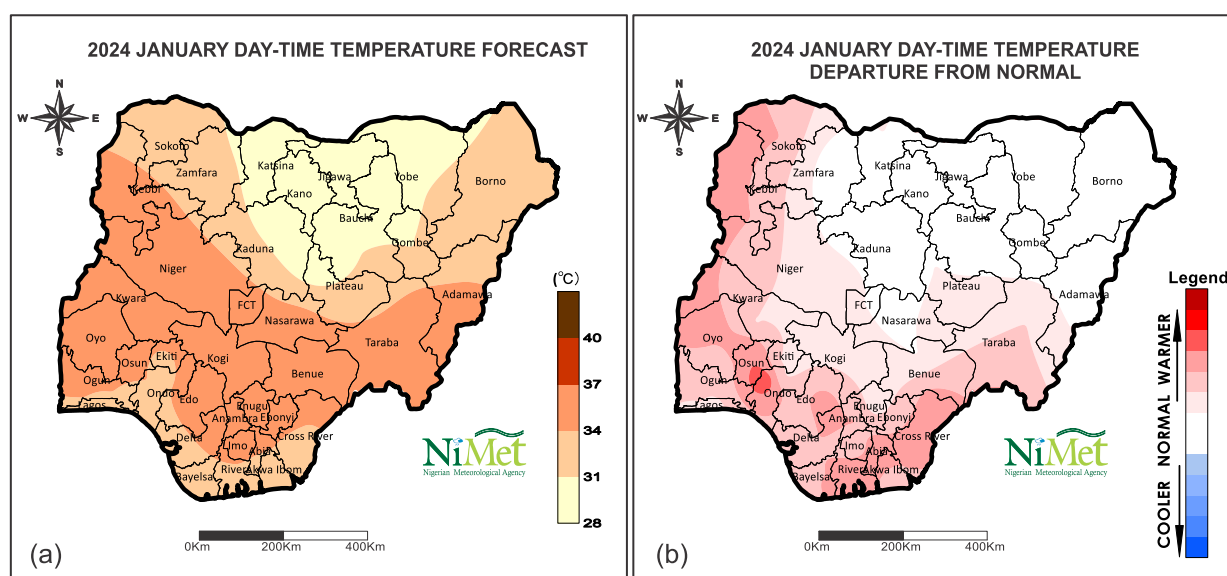 2024 JANUARY DAY-TIME TEMPERATURE FORECAST
N
W E
S
Sokoto
Katsina
Jigawa
Yobe
Zamfara
Borno
Kebbi
Kano
Bauchi
Gombe
Kaduna
Niger
Plateau
Adamawa
Kwara
FCT
Nasarawa
Oyo
Taraba
Ekiti
Osun
Kogi
Benue
Ogun
Ondo
Edo
Lagos
Enugu
Anambra
Ebonyi
Delta
Cross River
Imo
Abia
Bayelsa
Rivers
Akwa Ibom
NiMet
Nigerian Meteorological Agency
(°C)
40
37
34
31
28
0Km 200Km 400Km
(a)
2024 JANUARY DAY-TIME TEMPERATURE
DEPARTURE FROM NORMAL
N
W E
S
Sokoto
Katsina
Jigawa
Yobe
Zamfara
Borno
Kebbi
Kano
Bauchi
Gombe
Kaduna
Niger
Plateau
Adamawa
Kwara
FCT
Nasarawa
Oyo
Taraba
Ekiti
Osun
Kogi
Benue
Ogun
Ondo
Edo
Lagos
Enugu
Anambra
Ebonyi
Delta
Cross River
Imo
Abia
Bayelsa
Rivers
Akwa Ibom
NiMet
Nigerian Meteorological Agency
Legend
COOLER NORMAL WARMER
0Km 200Km 400Km
(b)